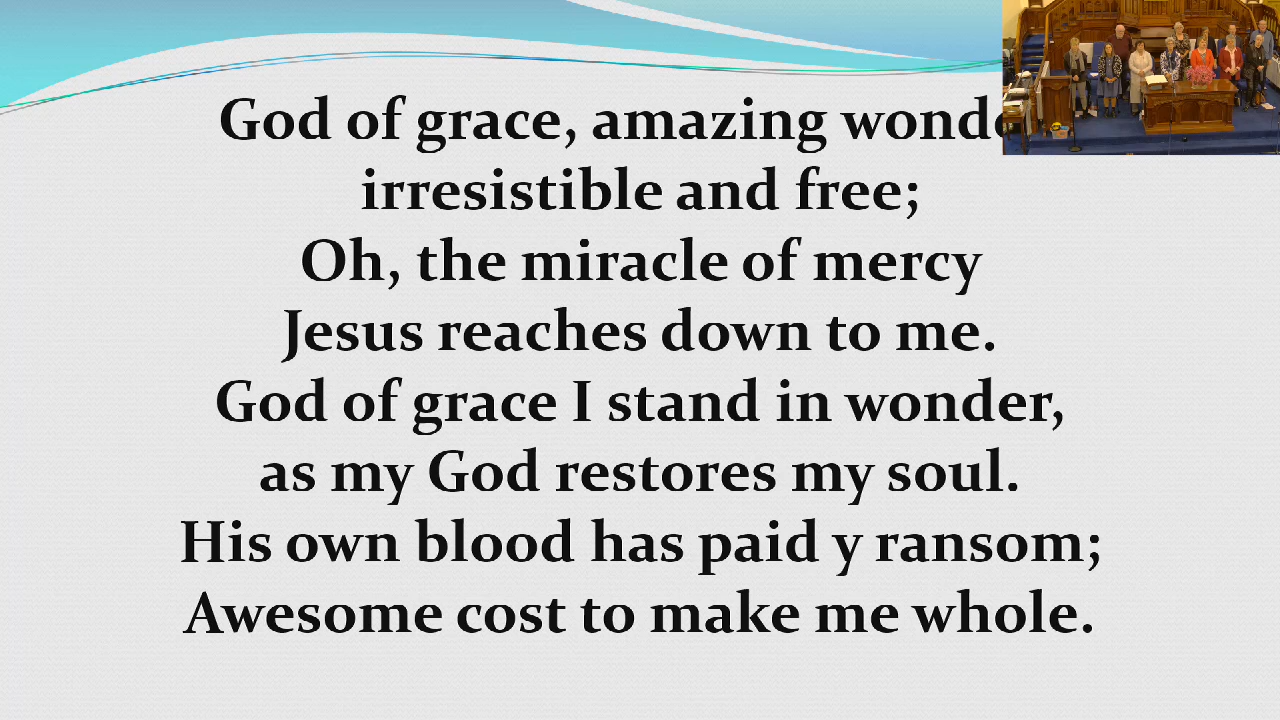 God of grace, amazing wonde
irresistible and free;
Oh, the miracle of mercy
Jesus reaches down to me.
God of grace I stand in wonder,
as my God restores my soul.
His own blood has paid y ransom;
Awesome cost to make me whole.